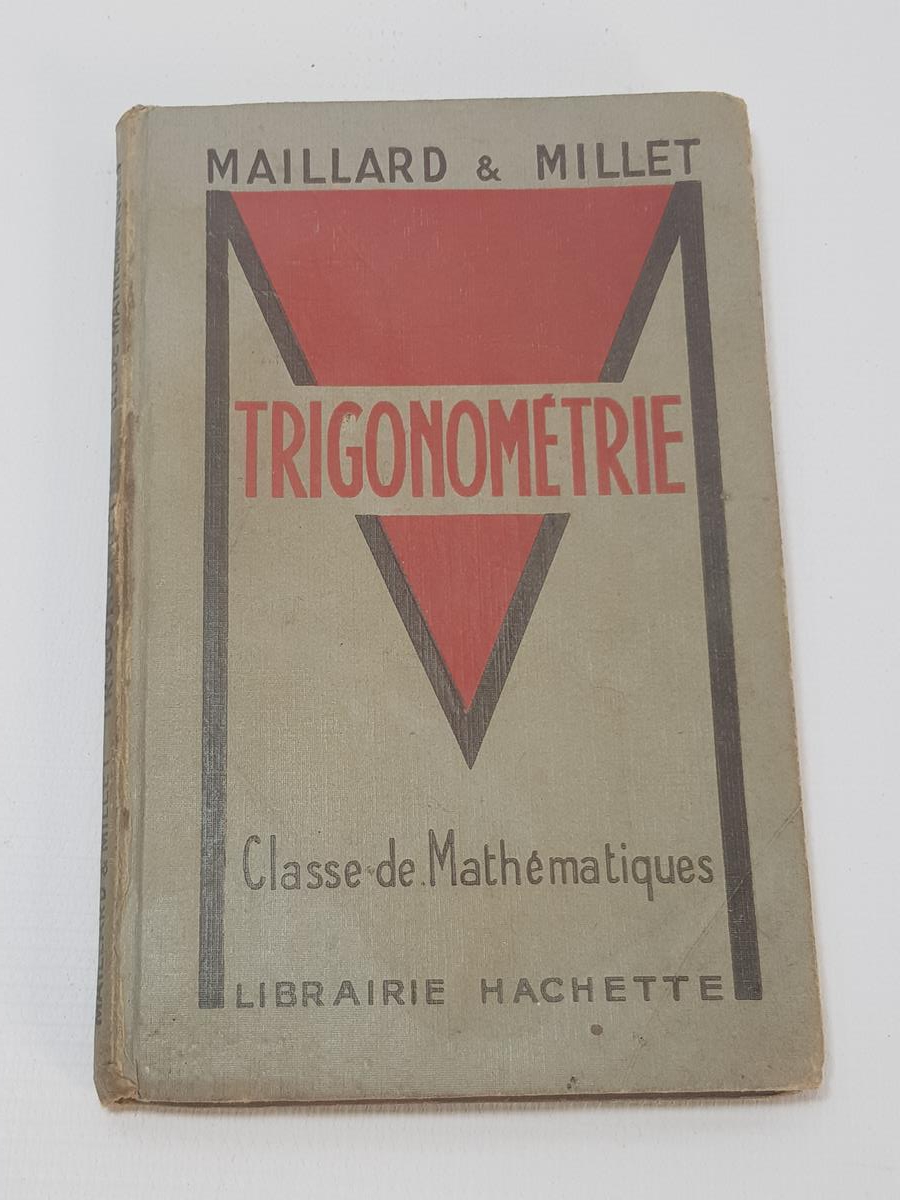 MAILLARD & MILLET
TRIGONOMÉTRIE
Classe de Mathématiques
LIBRAIRIE HACHETTE